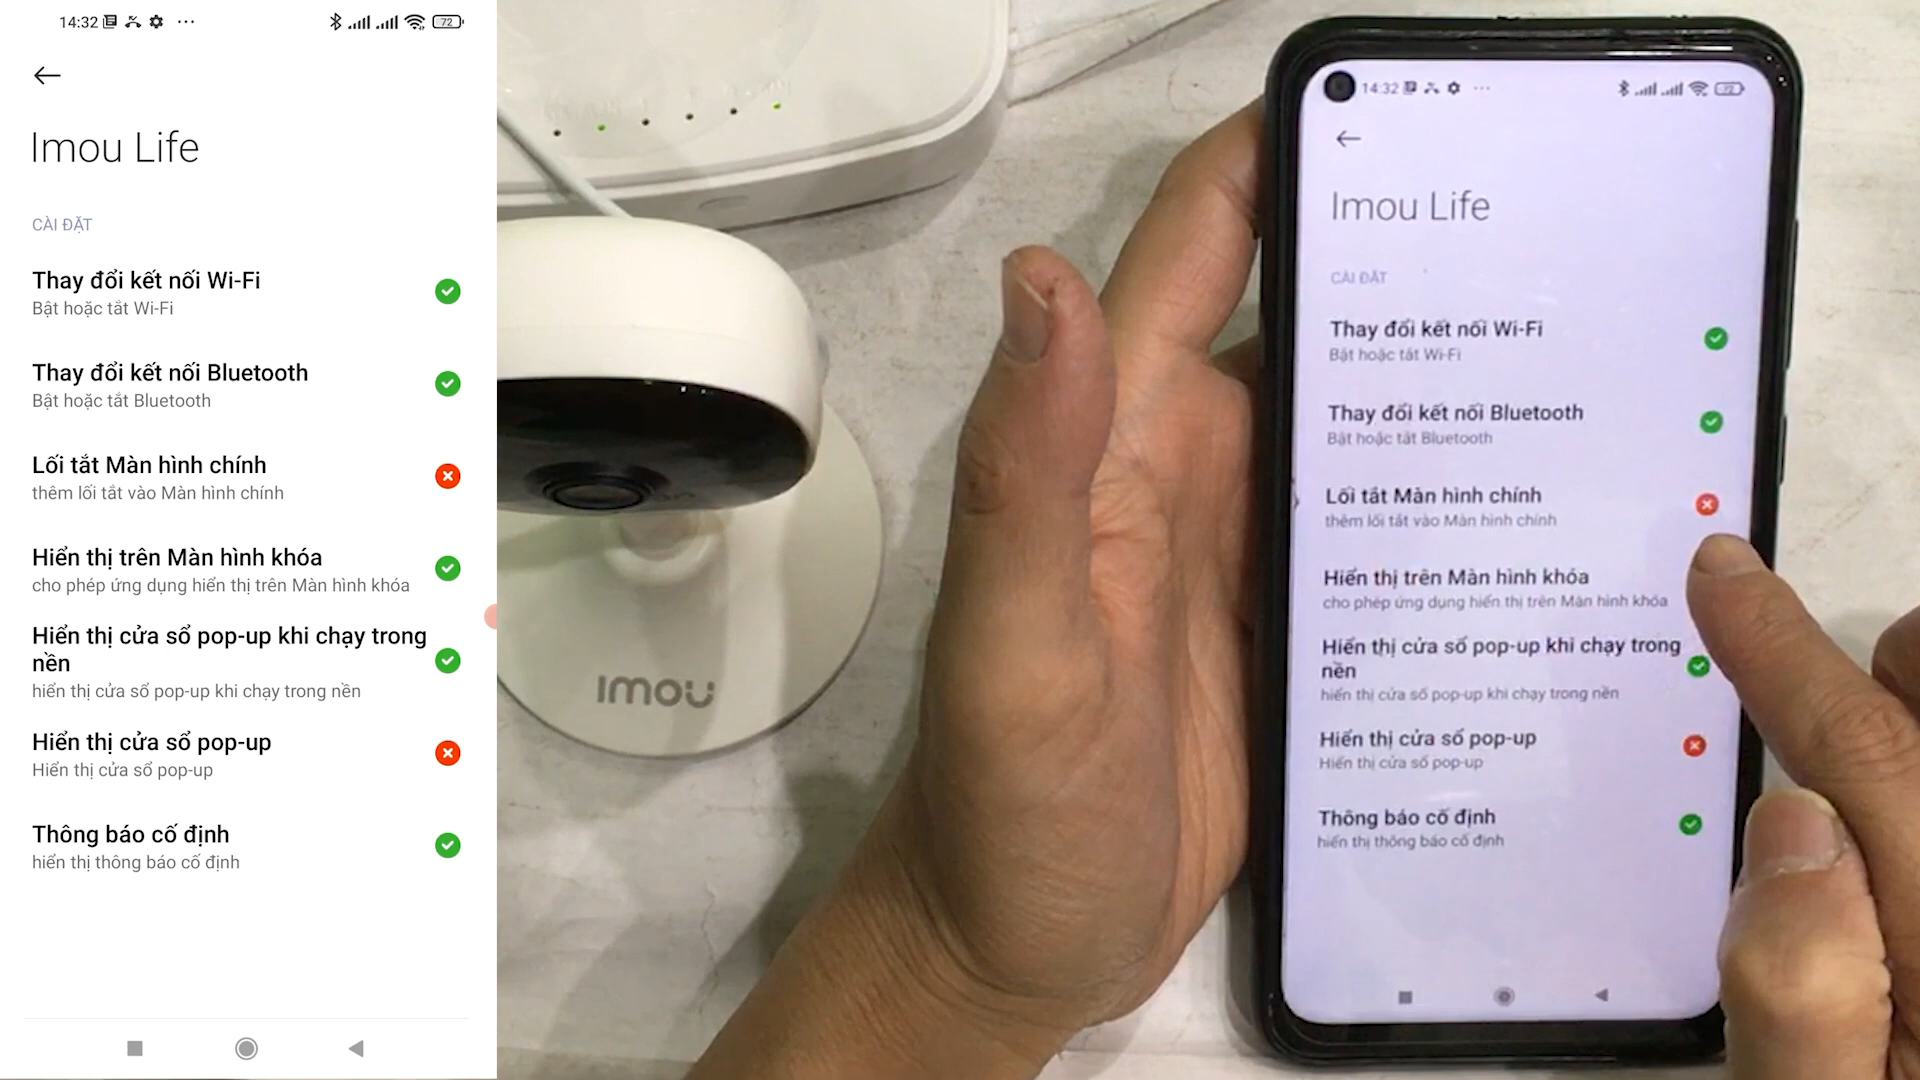 14:32
72
Imou Life
CÀI ĐẶT
Thay đổi kết nối Wi-Fi
Bật hoặc tắt Wi-Fi
Thay đổi kết nối Bluetooth
Bật hoặc tắt Bluetooth
Lối tắt Màn hình chính
thêm lối tắt vào Màn hình chính
Hiển thị trên Màn hình khóa
cho phép ứng dụng hiển thị trên Màn hình khóa
Hiển thị cửa sổ pop-up khi chạy trong
nền
hiển thị cửa sổ pop-up khi chạy trong nền
Hiển thị cửa sổ pop-up
Hiển thị cửa sổ pop-up
Thông báo cố định
hiển thị thông báo cố định
imou
14:32
72
Imou Life
CÀI ĐẶT
Thay đổi kết nối Wi-Fi
Bật hoặc tắt Wi-Fi
Thay đổi kết nối Bluetooth
Bật hoặc tắt Bluetooth
Lối tắt Màn hình chính
thêm lối tắt vào Màn hình chính
Hiển thị trên Màn hình khóa
cho phép ứng dụng hiển thị trên Màn hình khóa
Hiển thị cửa sổ pop-up khi chạy trong
nền
hiển thị cửa sổ pop-up khi chạy trong nền
Hiển thị cửa sổ pop-up
Hiển thị cửa sổ pop-up
Thông báo cố định
hiển thị thông báo cố định